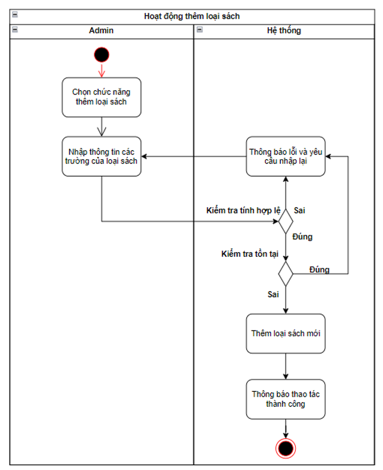 Hoạt động thêm loại sách
Admin
Hệ thống
Chọn chức năng
thêm loại sách
Nhập thông tin các
trường của loại sách
Thông báo lỗi và yêu
cầu nhập lại
Kiểm tra tính hợp lệ
Sai
Đúng
Kiểm tra tồn tại
Đúng
Sai
Thêm loại sách mới
Thông báo thao tác
thành công